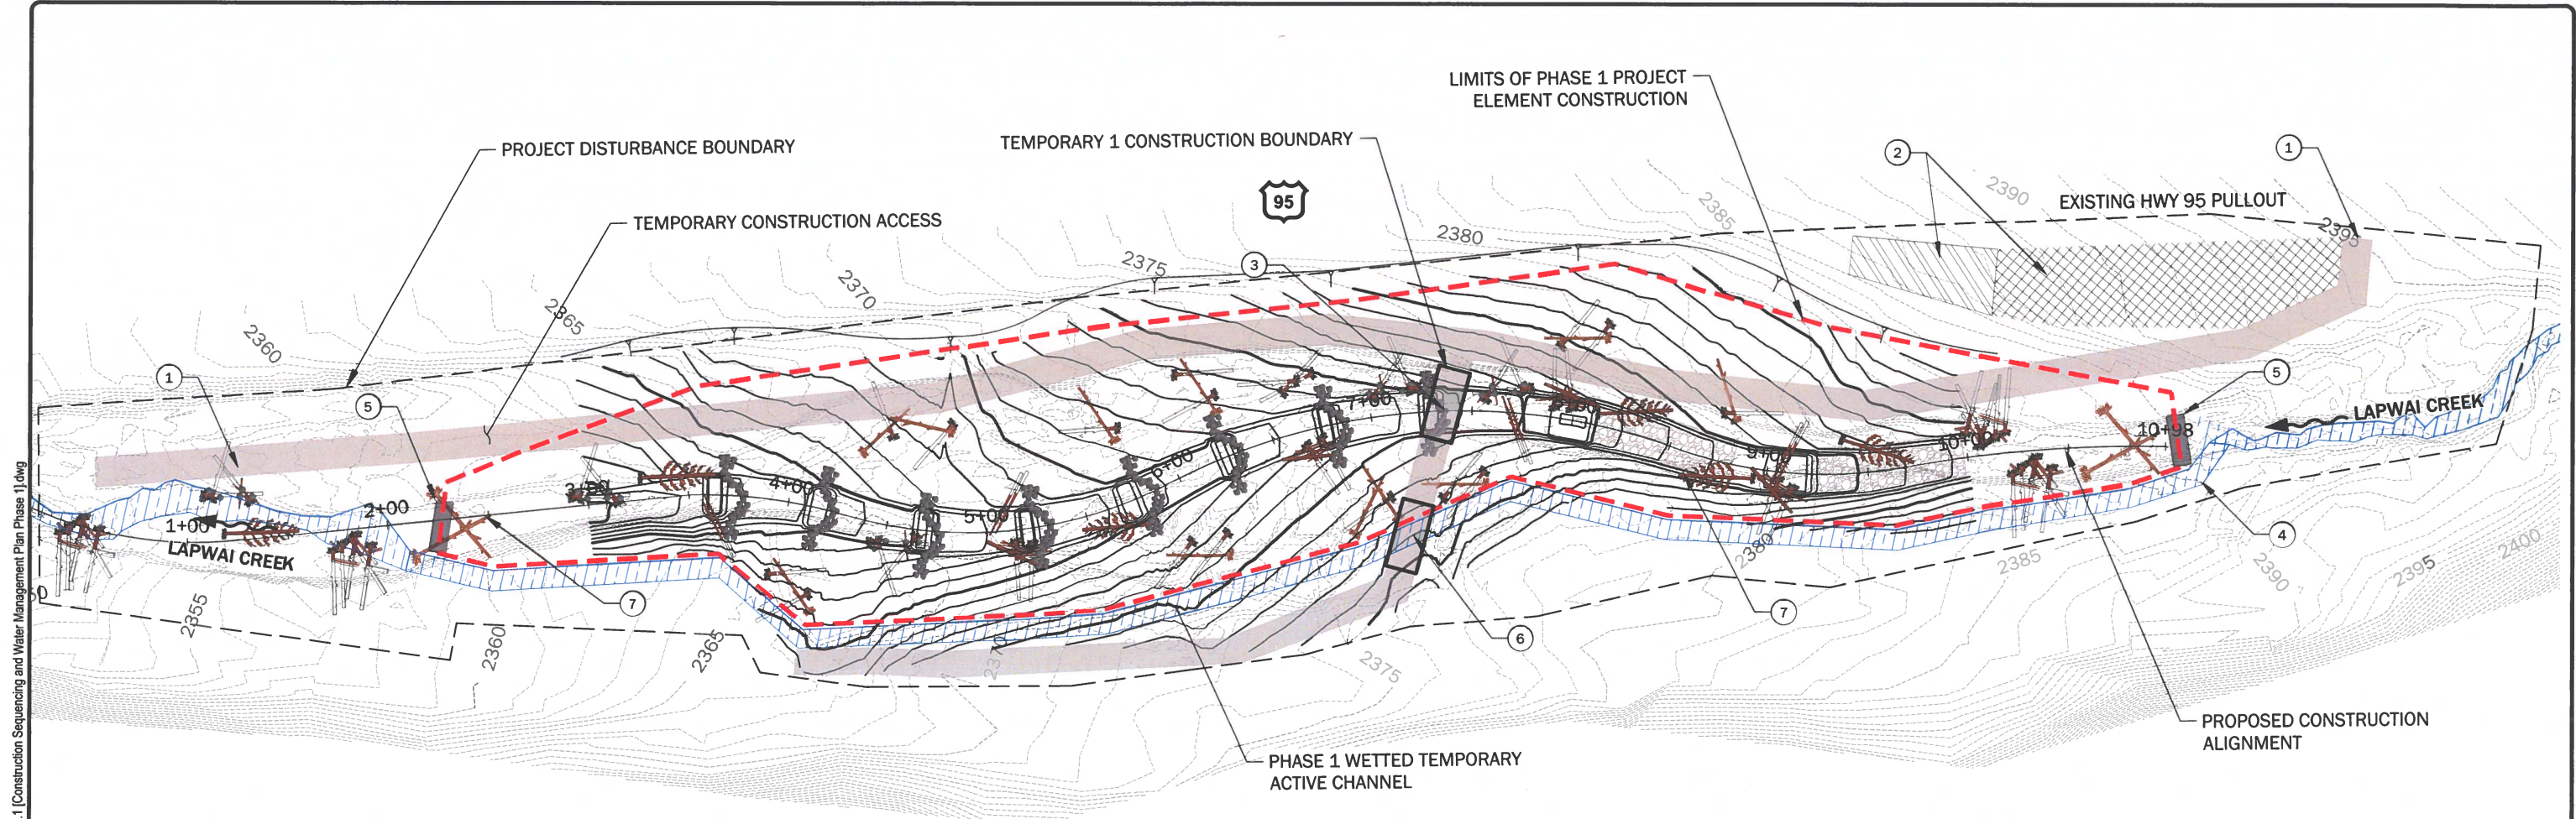 LIMITS OF PHASE 1 PROJECT
ELEMENT CONSTRUCTION
PROJECT DISTURBANCE BOUNDARY
TEMPORARY 1 CONSTRUCTION BOUNDARY
2
1
95
2390
EXISTING HWY 95 PULLOUT
TEMPORARY CONSTRUCTION ACCESS
2385
2380
2395
3
2375
2370
2365
2360
1
5
5
7+00
LAPWAI CREEK
10+98
10+00
9+00
6+00
4+00
2+00
5+00
1+00
LAPWAI CREEK
4
2380
2385
2390
2395
2400
7
7
6
2355
2360
2365
2370
2375
PROPOSED CONSTRUCTION
ALIGNMENT
PHASE 1 WETTED TEMPORARY
ACTIVE CHANNEL
.1 [Construction Sequencing and Water Management Plan Phase 1].dwg